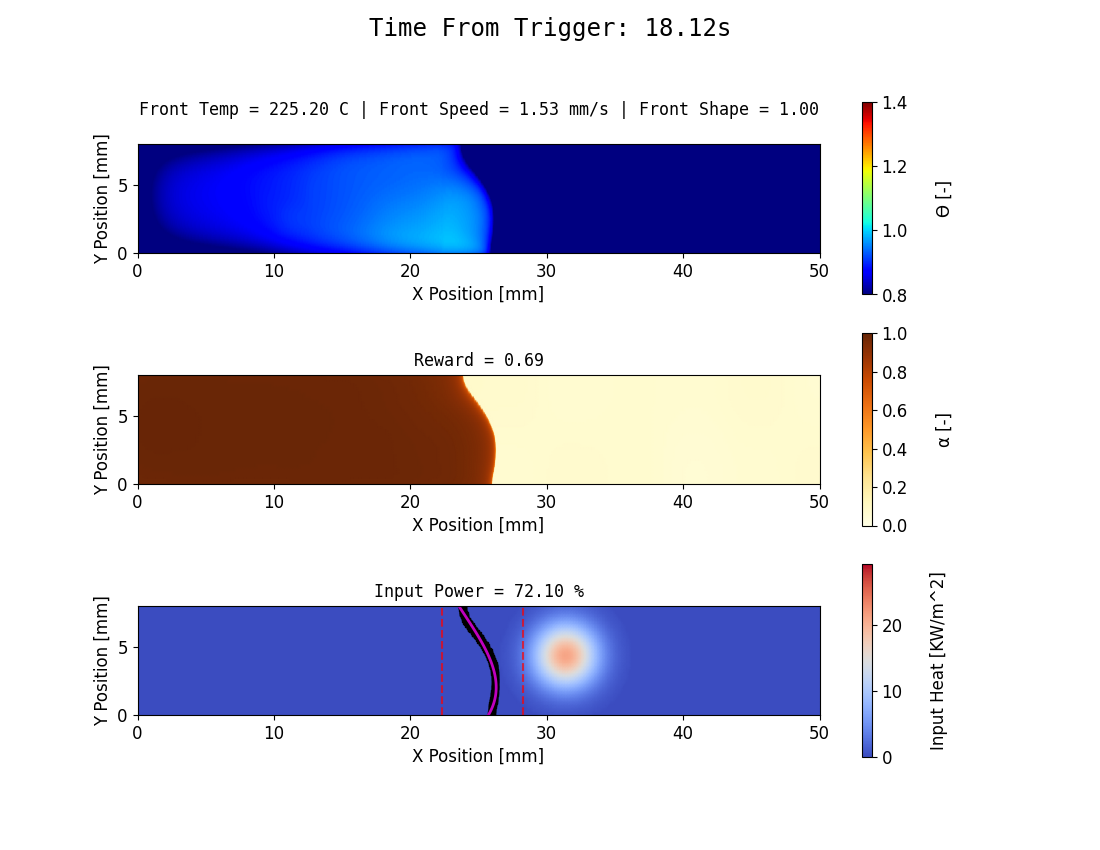 Time From Trigger: 18.12s
Front Temp = 225.20 C | Front Speed = 1.53 mm/s | Front Shape = 1.00
Y Position [mm]
5
0
0 10 20 30 40 50
X Position [mm]
1.4
1.2
1.0
0.8
Θ [-]
Reward = 0.69
Y Position [mm]
5
0
0 10 20 30 40 50
X Position [mm]
1.0
0.8
0.6
0.4
0.2
0.0
α [-]
Input Power = 72.10 %
Y Position [mm]
5
0
0 10 20 30 40 50
X Position [mm]
20
10
0
Input Heat [KW/m^2]